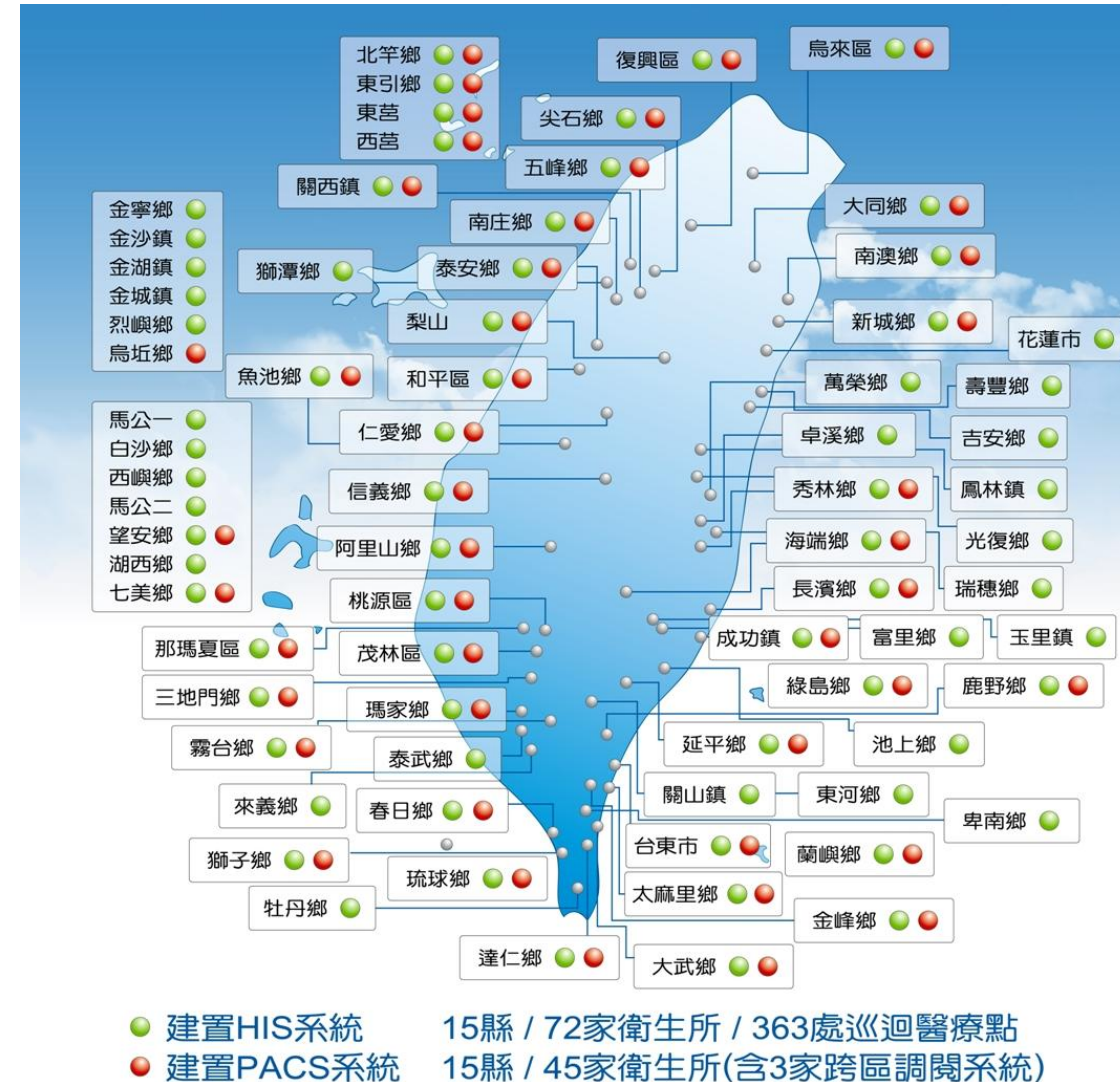 北竿鄉
東引鄉
東莒
西莒
復興區
烏來區
尖石鄉
五峰鄉
關西鎮
南庄鄉
大同鄉
金寧鄉
金沙鎮
金湖鎮
金城鎮
烈嶼鄉
烏坵鄉
獅潭鄉
泰安鄉
南澳鄉
梨山
新城鄉
花蓮市
魚池鄉
和平區
萬榮鄉
壽豐鄉
馬公一
白沙鄉
西嶼鄉
馬公二
望安鄉
湖西鄉
七美鄉
仁愛鄉
卓溪鄉
吉安鄉
信義鄉
秀林鄉
鳳林鎮
阿里山鄉
海端鄉
光復鄉
桃源區
長濱鄉
瑞穗鄉
那瑪夏區
茂林區
成功鎮
富里鄉
玉里鎮
三地門鄉
瑪家鄉
綠島鄉
鹿野鄉
霧台鄉
泰武鄉
延平鄉
池上鄉
來義鄉
春日鄉
關山鎮
東河鄉
卑南鄉
獅子鄉
琉球鄉
台東市
蘭嶼鄉
牡丹鄉
太麻里鄉
金峰鄉
達仁鄉
大武鄉
建置HIS系統 15縣 / 72家衛生所 / 363處巡迴醫療點
建置PACS系統 15縣 / 45家衛生所(含3家跨區調閱系統)